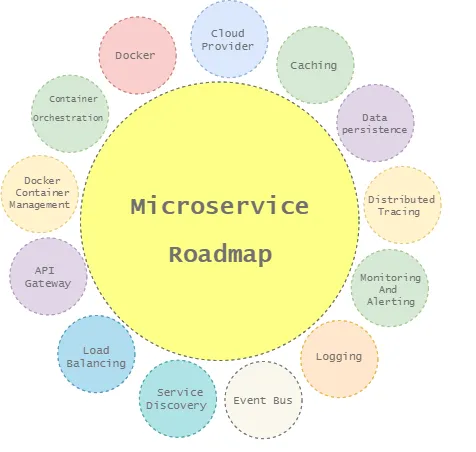 Cloud
Provider
Caching
Data
persistence
Distributed
Tracing
Monitoring
And
Alerting
Logging
Event Bus
Service
Discovery
Load
Balancing
API
Gateway
Docker
Container
Management
Container
Orchestration
Docker
Microservice
Roadmap